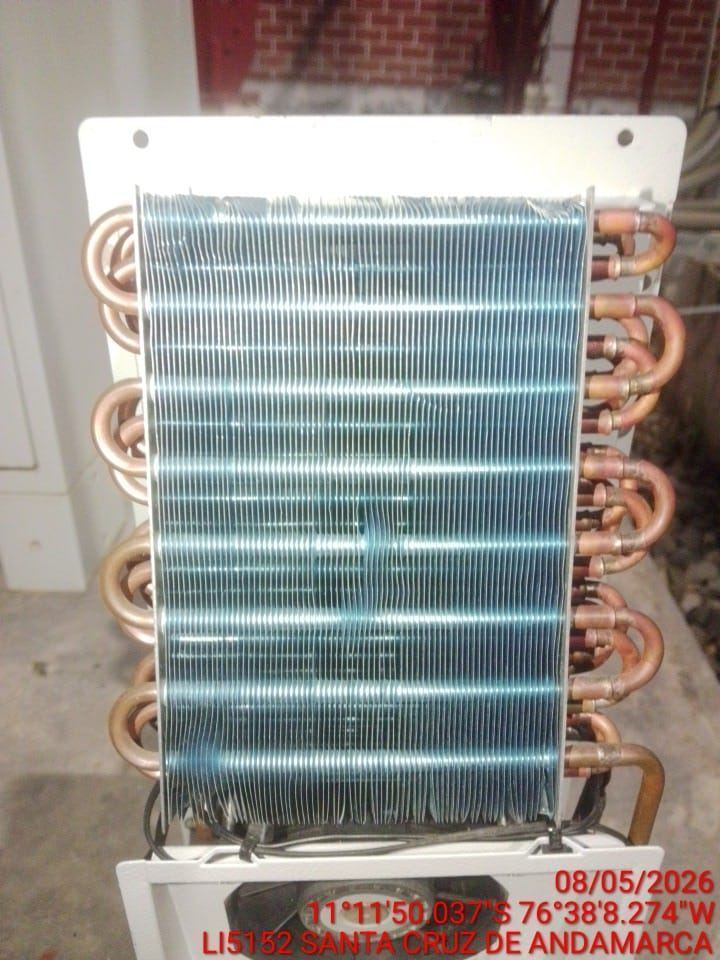 08/05/2026
11°11'50.037"S 76°38'8.274"W
LI5152 SANTA CRUZ DE ANDAMARCA